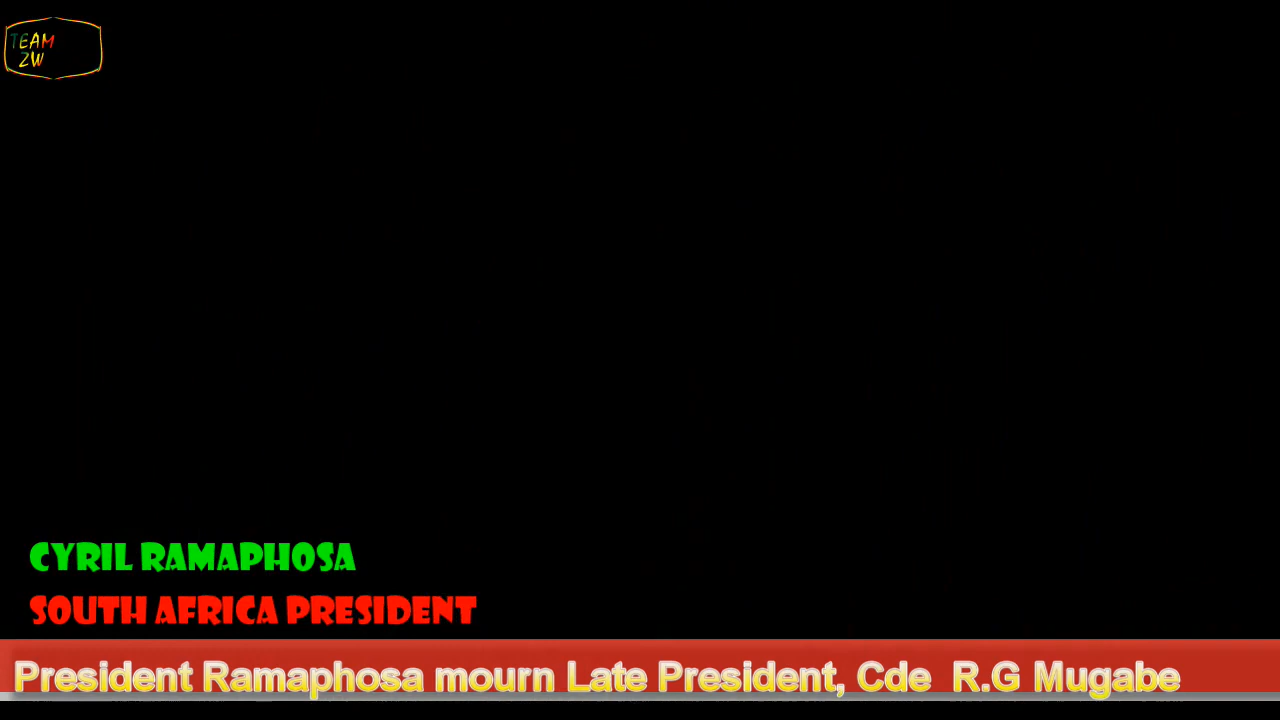 TEAM
ZW
CYRIL RAMAPHOSA
SOUTH AFRICA PRESIDENT
President Ramaphosa mourn Late President, Cde R.G Mugabe